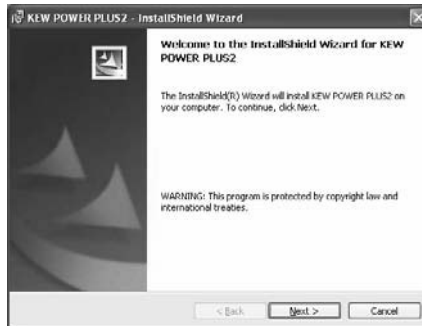 KEW POWER PLUS2 - InstallShield Wizard
Welcome to the InstallShield Wizard for KEW
POWER PLUS2
The InstallShield(R) Wizard will install KEW POWER PLUS2 on
your computer. To continue, click Next.
WARNING: This program is protected by copyright law and
international treaties.
< Back Next > Cancel